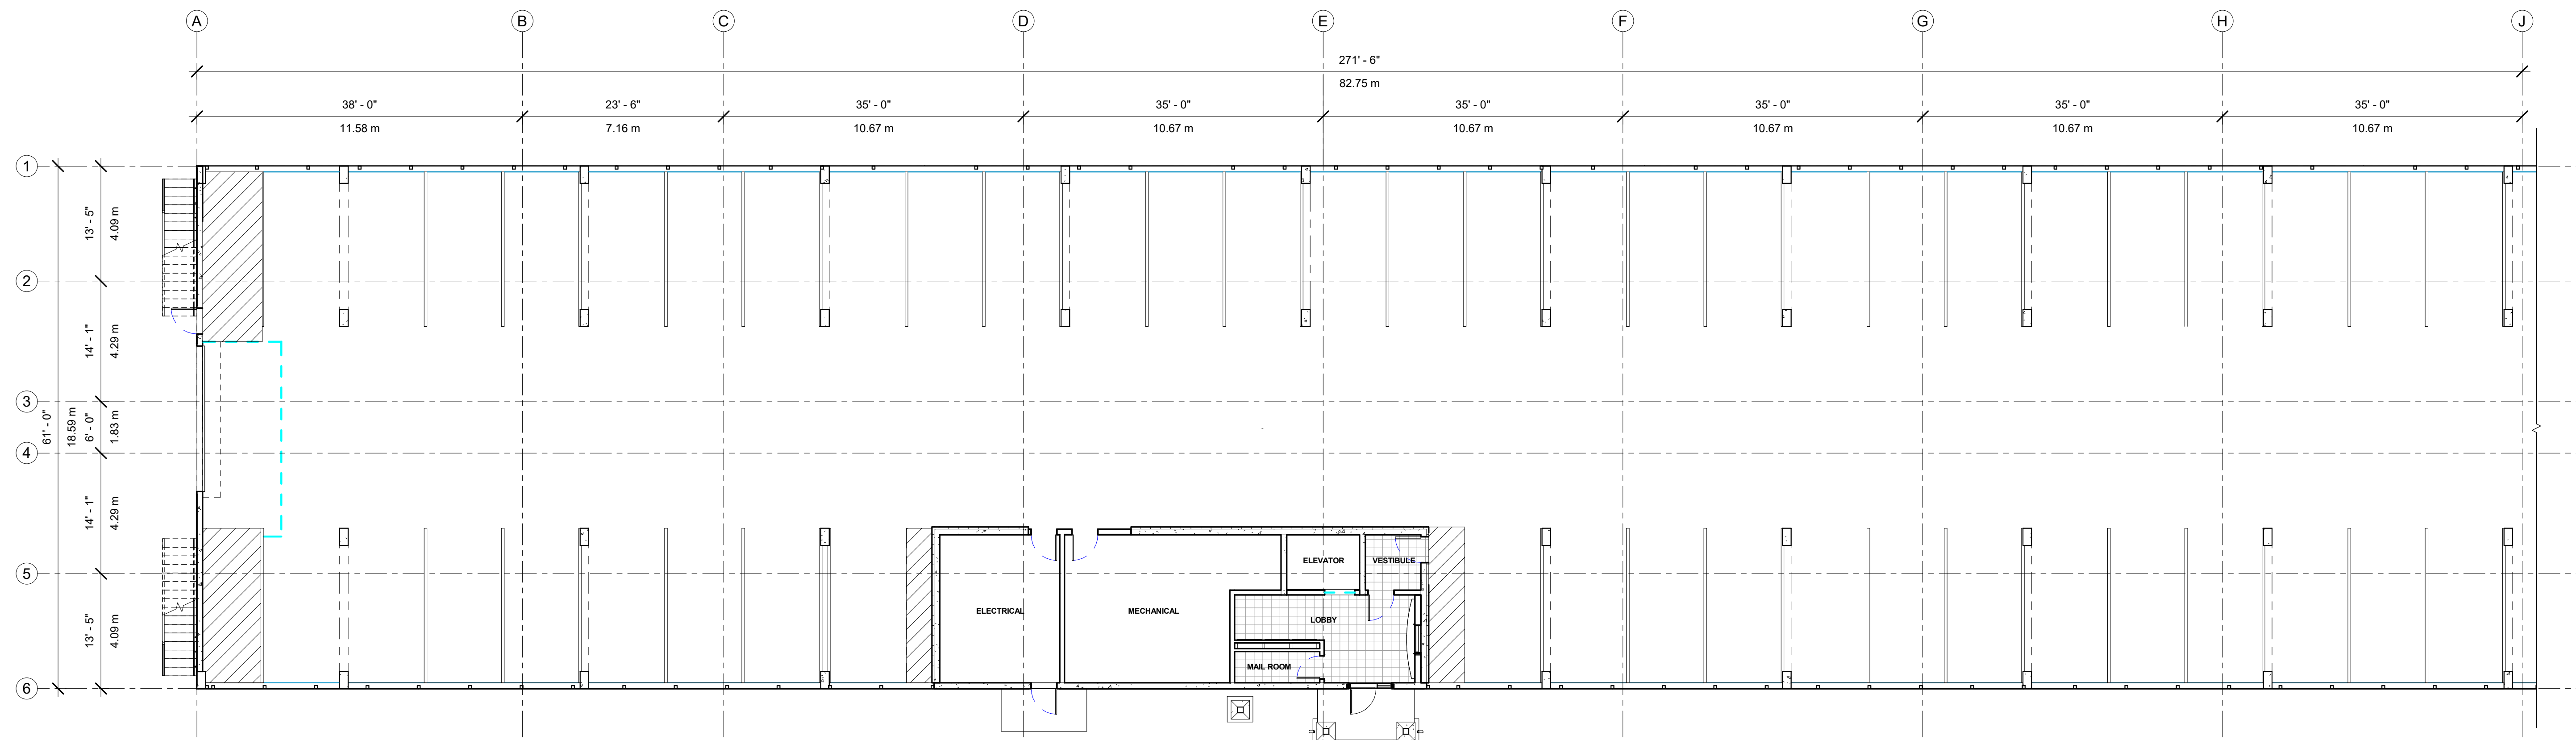 A B C D E F G H J
271' - 6"
82.75 m
38' - 0" 23' - 6" 35' - 0" 35' - 0" 35' - 0" 35' - 0" 35' - 0" 35' - 0"
11.58 m 7.16 m 10.67 m 10.67 m 10.67 m 10.67 m 10.67 m 10.67 m
1
13' - 5"
4.09 m
2
14' - 1"
4.29 m
3
61' - 0"
18.59 m
6' - 0"
1.83 m
4
14' - 1"
4.29 m
5
13' - 5"
4.09 m
6
ELEVATOR
VESTIBULE
ELECTRICAL
MECHANICAL
LOBBY
MAIL ROOM